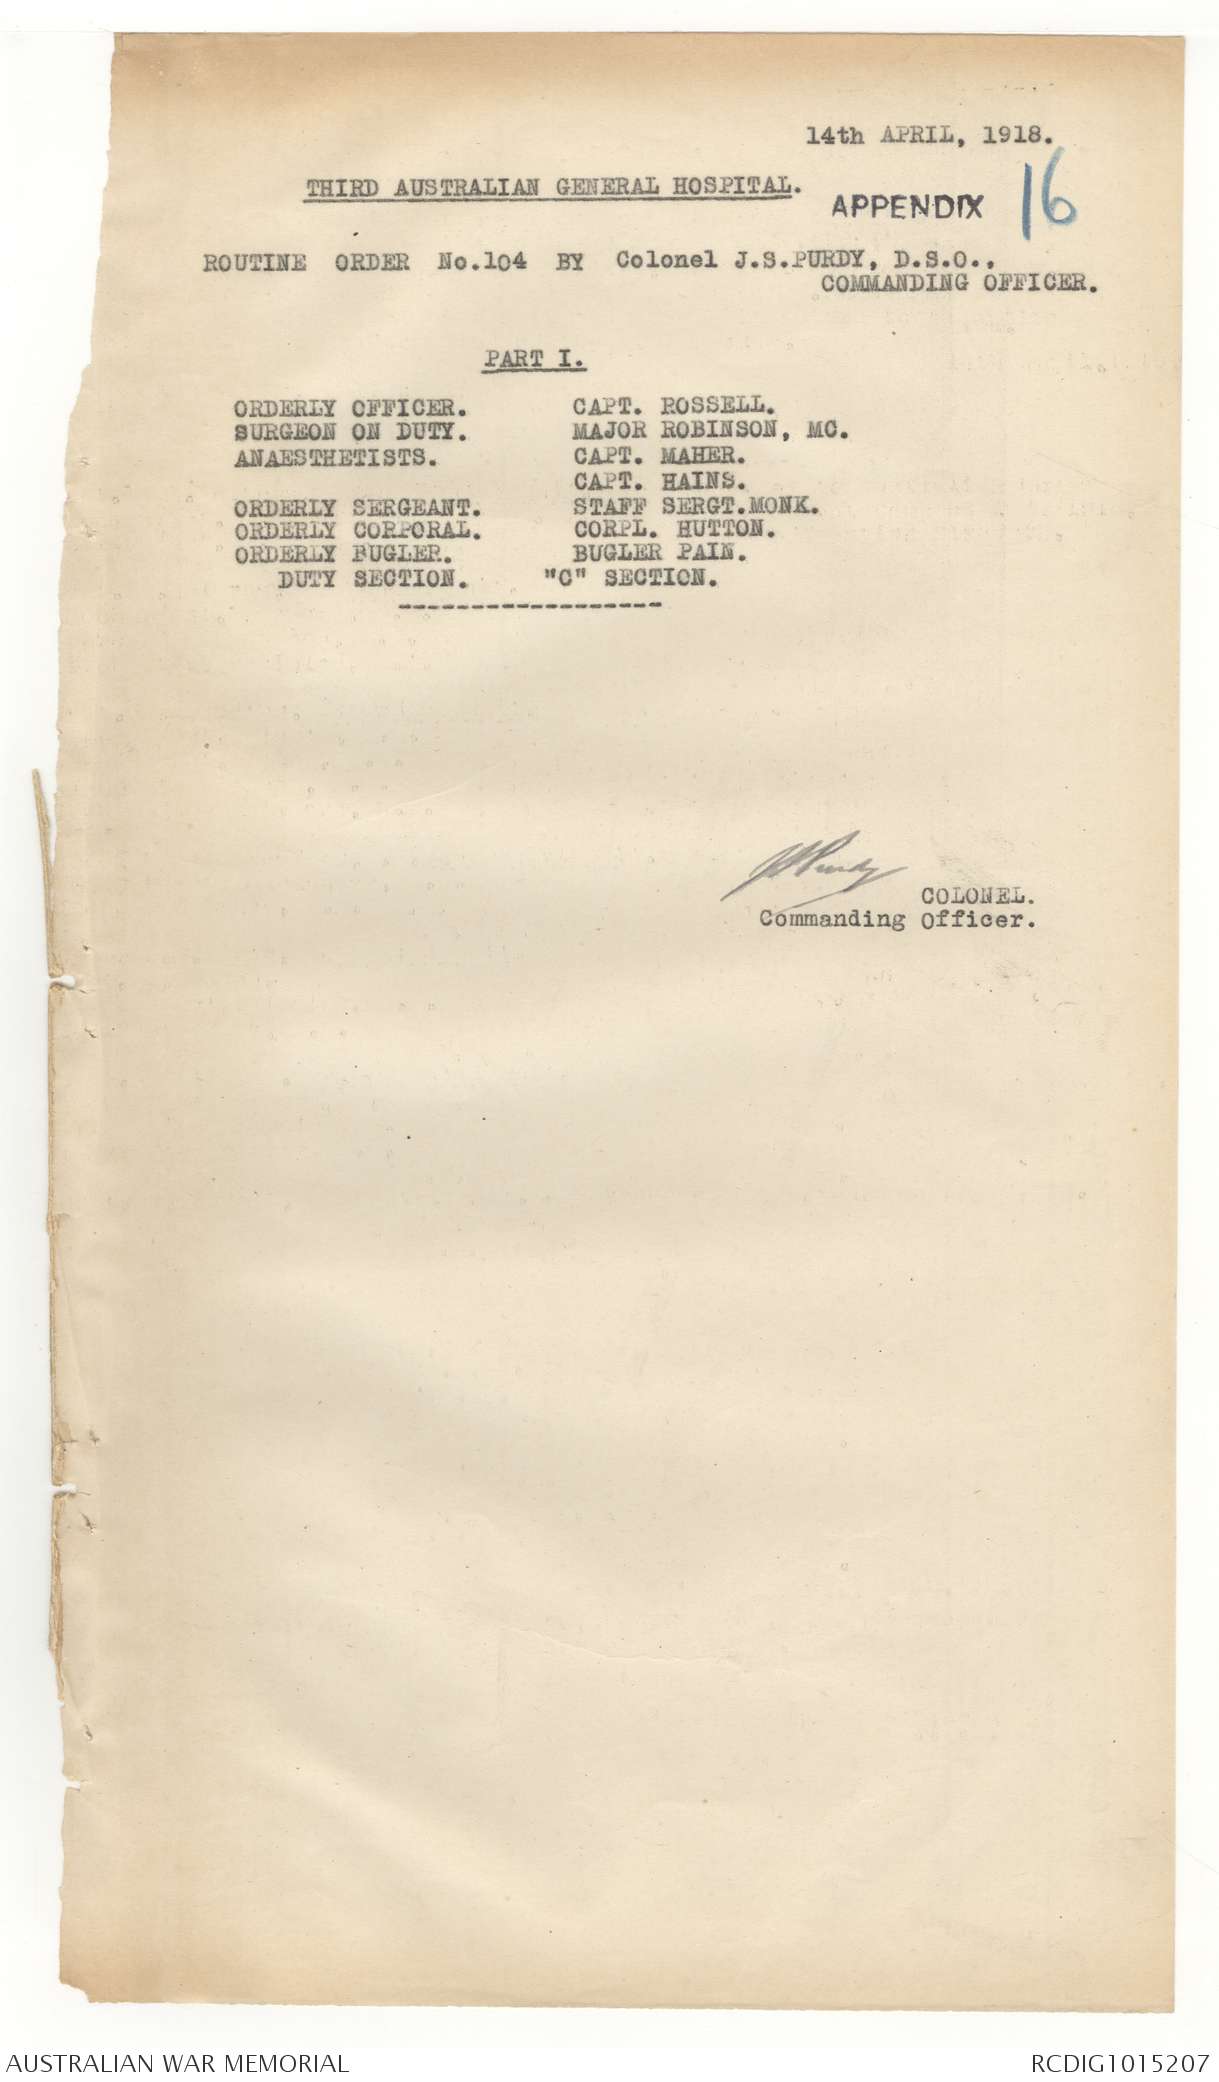 14th APRIL, 1918.
THIRD AUSTRALIAN GENERAL HOSPITAL.
APPENDIX 16
ROUTINE ORDER No.104 BY Colonel J.S.PURDY, D.S.O.,
COMMANDING OFFICER.
PART I.
ORDERLY OFFICER. CAPT. ROSSELL.
SURGEON ON DUTY. MAJOR ROBINSON, MC.
ANAESTHETISTS. CAPT. MAHER.
CAPT. HAINS.
ORDERLY SERGEANT. STAFF SERGT.MONK.
ORDERLY CORPORAL. CORPL. HUTTON.
ORDERLY BUGLER. BUGLER PAIN.
DUTY SECTION. "C" SECTION.
------------------
JS Purdy
COLONEL.
Commanding Officer.
AUSTRALIAN WAR MEMORIAL
RCDIG1015207